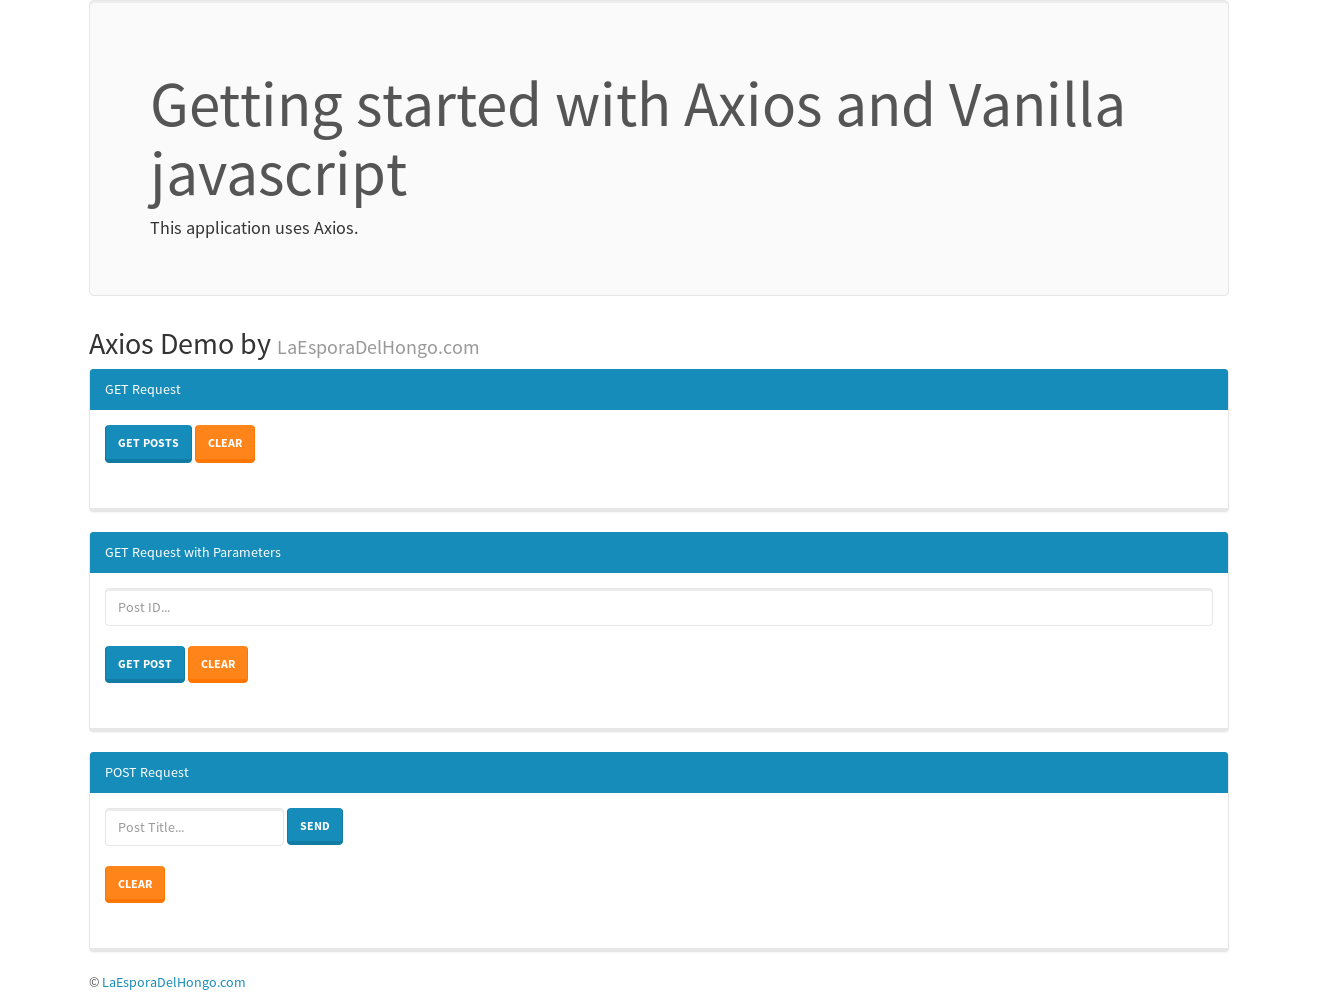 Getting started with Axios and Vanilla
javascript
This application uses Axios.
Axios Demo by LaEsporaDelHongo.com
GET Request
GET POSTS CLEAR
GET Request with Parameters
Post ID...
GET POST CLEAR
POST Request
Post Title... SEND
CLEAR
© LaEsporaDelHongo.com